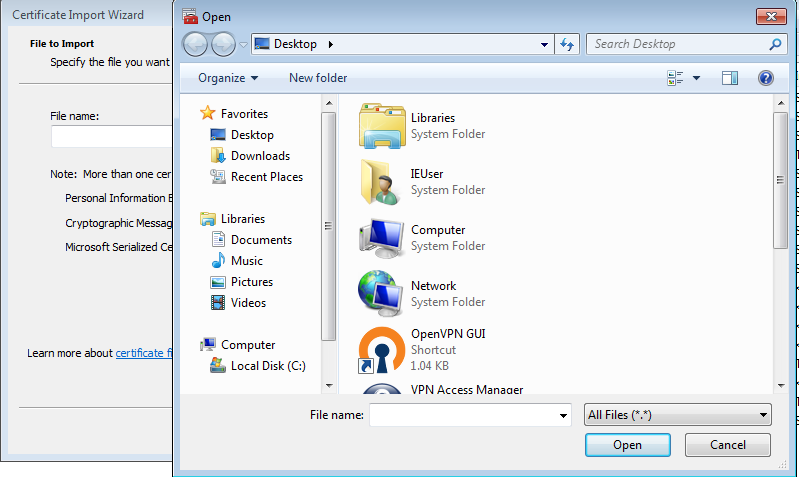 Certificate Import Wizard
File to Import
Specify the file you want
File name:
Note: More than one cer
Personal Information E
Cryptographic Messag
Microsoft Serialized Ce
Learn more about certificate fi
Open
Desktop
Search Desktop
Organize
New folder
Favorites
Desktop
Downloads
Recent Places
Libraries
Documents
Music
Pictures
Videos
Computer
Local Disk (C:)
Libraries
System Folder
IEUser
System Folder
Computer
System Folder
Network
System Folder
OpenVPN GUI
Shortcut
1.04 KB
VPN Access Manager
File name:
All Files (*.*)
Open
Cancel